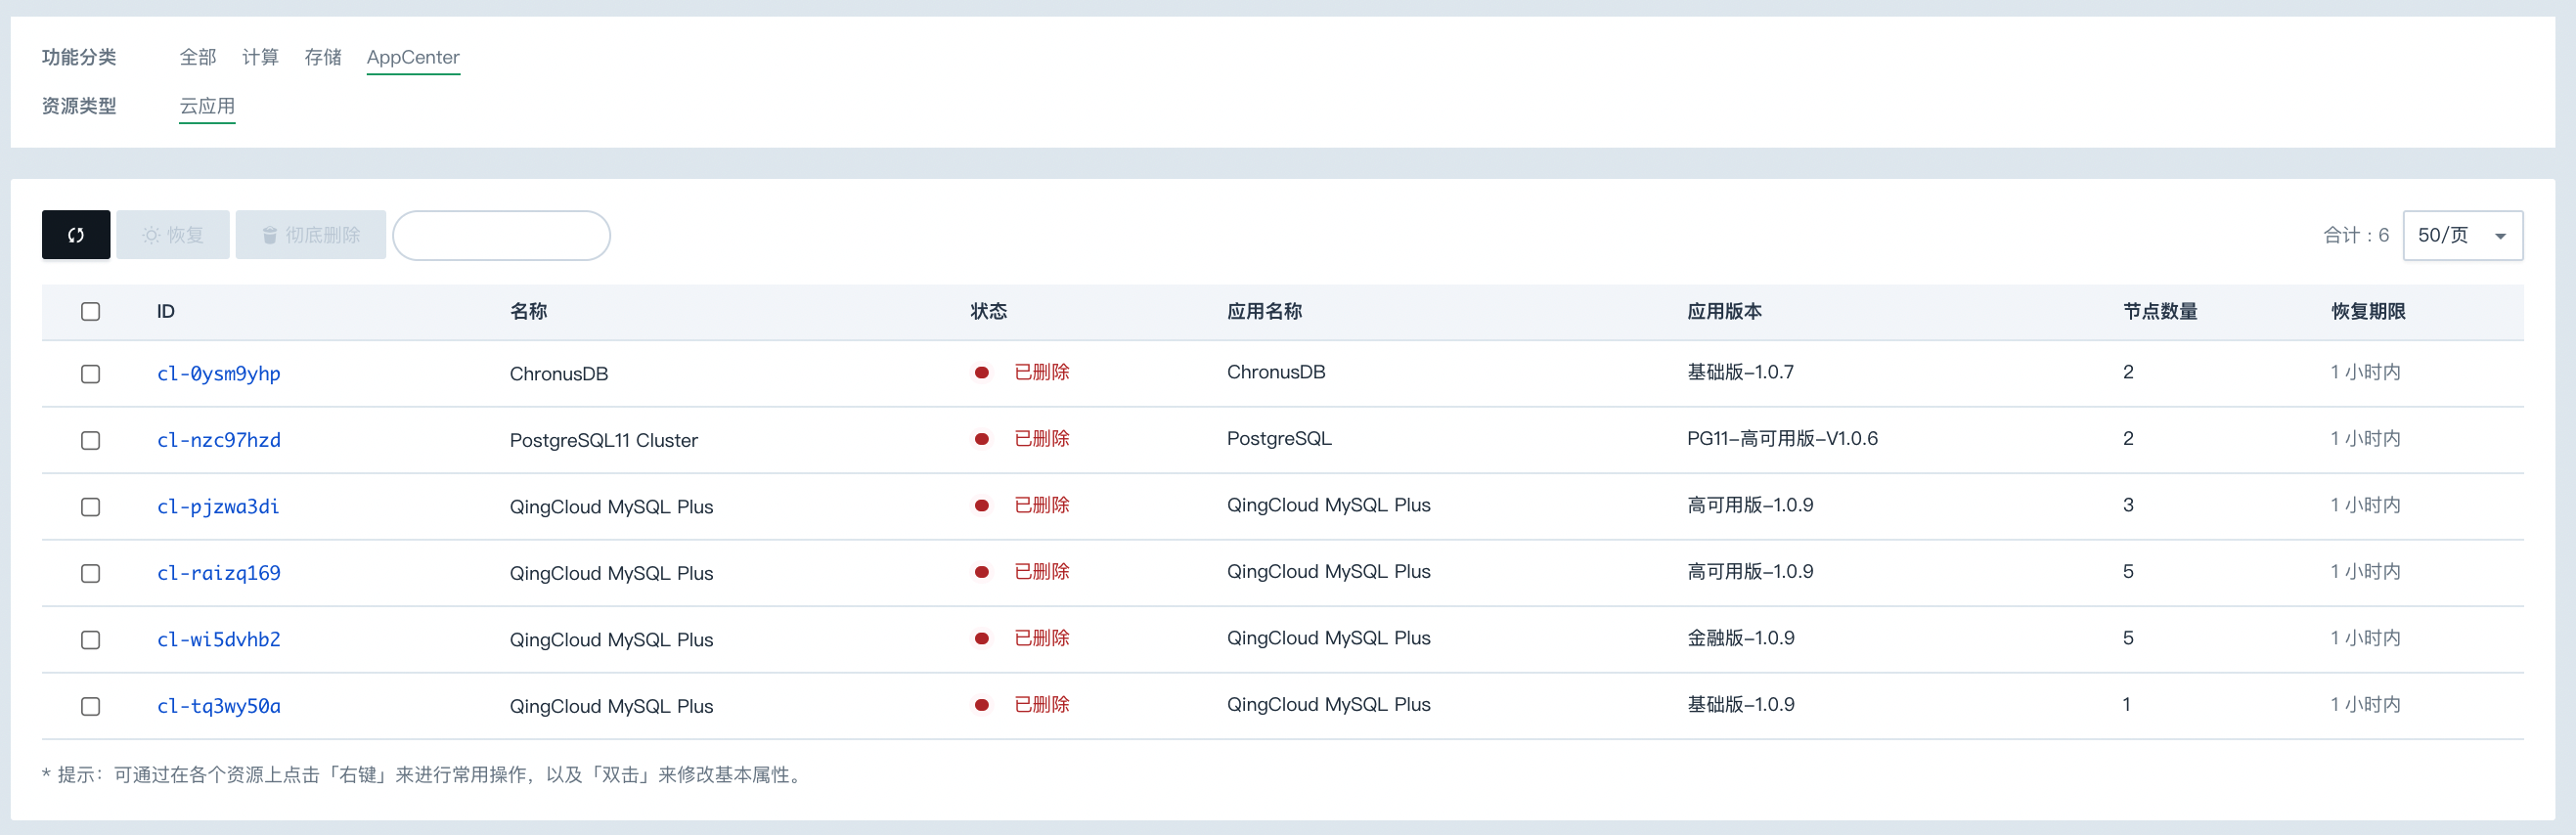 功能分类 全部 计算 存储 AppCenter
资源类型 云应用
恢复 彻底删除 合计：6 50/页
ID 名称 状态 应用名称 应用版本 节点数量 恢复期限
cl-0ysm9yhp ChronusDB 已删除 ChronusDB 基础版-1.0.7 2 1 小时内
cl-nzc97hzd PostgreSQL11 Cluster 已删除 PostgreSQL PG11-高可用版-V1.0.6 2 1 小时内
cl-pjzwa3di QingCloud MySQL Plus 已删除 QingCloud MySQL Plus 高可用版-1.0.9 3 1 小时内
cl-raizq169 QingCloud MySQL Plus 已删除 QingCloud MySQL Plus 高可用版-1.0.9 5 1 小时内
cl-wi5dvhb2 QingCloud MySQL Plus 已删除 QingCloud MySQL Plus 金融版-1.0.9 5 1 小时内
cl-tq3wy50a QingCloud MySQL Plus 已删除 QingCloud MySQL Plus 基础版-1.0.9 1 1 小时内
* 提示：可通过在各个资源上点击「右键」来进行常用操作，以及「双击」来修改基本属性。